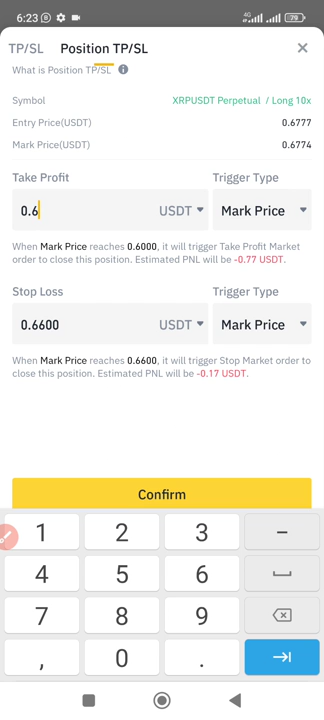 6:23
4G
79
TP/SL Position TP/SL
What is Position TP/SL
Symbol XRPUSDT Perpetual / Long 10x
Entry Price(USDT) 0.6777
Mark Price(USDT) 0.6774
Take Profit Trigger Type
0.6 USDT Mark Price
When Mark Price reaches 0.6000, it will trigger Take Profit Market
order to close this position. Estimated PNL will be -0.77 USDT.
Stop Loss Trigger Type
0.6600 USDT Mark Price
When Mark Price reaches 0.6600, it will trigger Stop Market order to
close this position. Estimated PNL will be -0.17 USDT.
Confirm
1 2 3 −
4 5 6
7 8 9
, 0 .